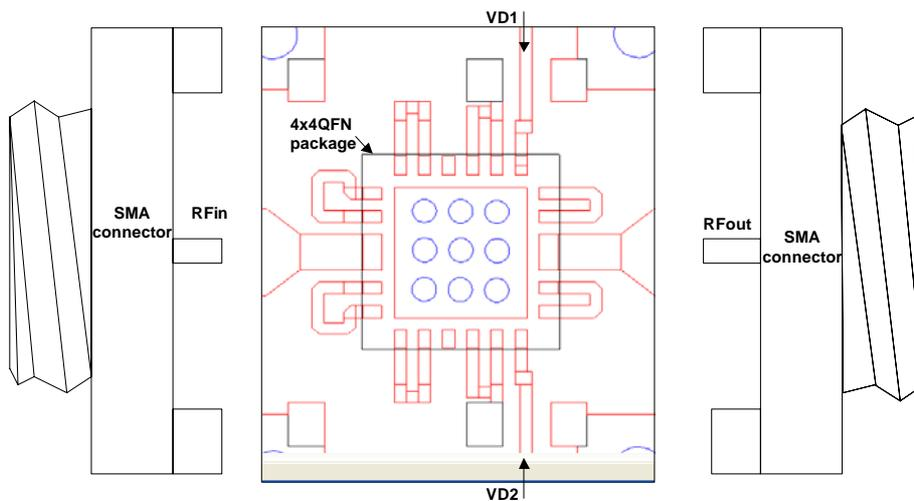 VD1
4x4QFN
package
SMA
connector
RFin
RFout
SMA
connector
VD2